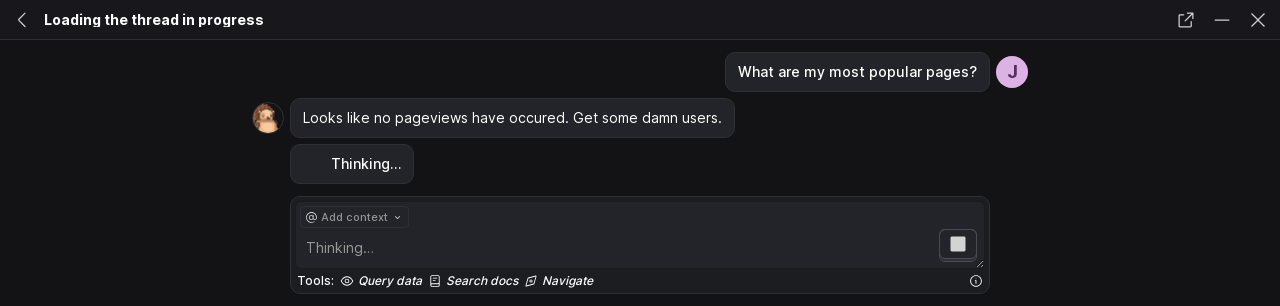 Loading the thread in progress
What are my most popular pages?
J
Looks like no pageviews have occured. Get some damn users.
Thinking...
@ Add context
Thinking...
Tools: Query data Search docs Navigate